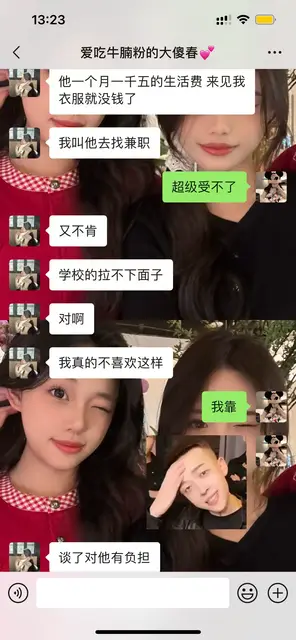 13:23
爱吃牛腩粉的大傻春💕
他一个月一千五的生活费 来见我
衣服就没钱了
我叫他去找兼职
超级受不了
又不肯
学校的拉不下面子
对啊
我真的不喜欢这样
我靠
谈了对他有负担